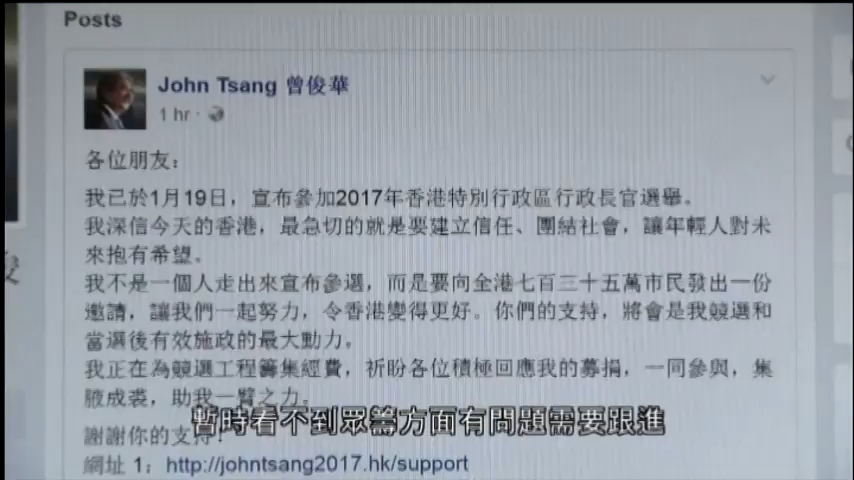 Posts
John Tsang 曾俊華
1 hr ·
各位朋友：
我已於1月19日，宣布參加2017年香港特別行政區行政長官選舉。
我深信今天的香港，最急切的就是要建立信任、團結社會，讓年輕人對未
來抱有希望。
我不是一個人走出來宣布參選，而是要向全港七百三十五萬市民發出一份
邀請，讓我們一起努力，令香港變得更好。你們的支持，將會是我競選和
當選後有效施政的最大動力。
我正在為競選工程籌集經費，祈盼各位積極回應我的募捐，一同參與，集
腋成裘，助我一臂之力。
暫時看不到眾籌方面有問題需要跟進
謝謝你的支持！
網址 1：http://johntsang2017.hk/support